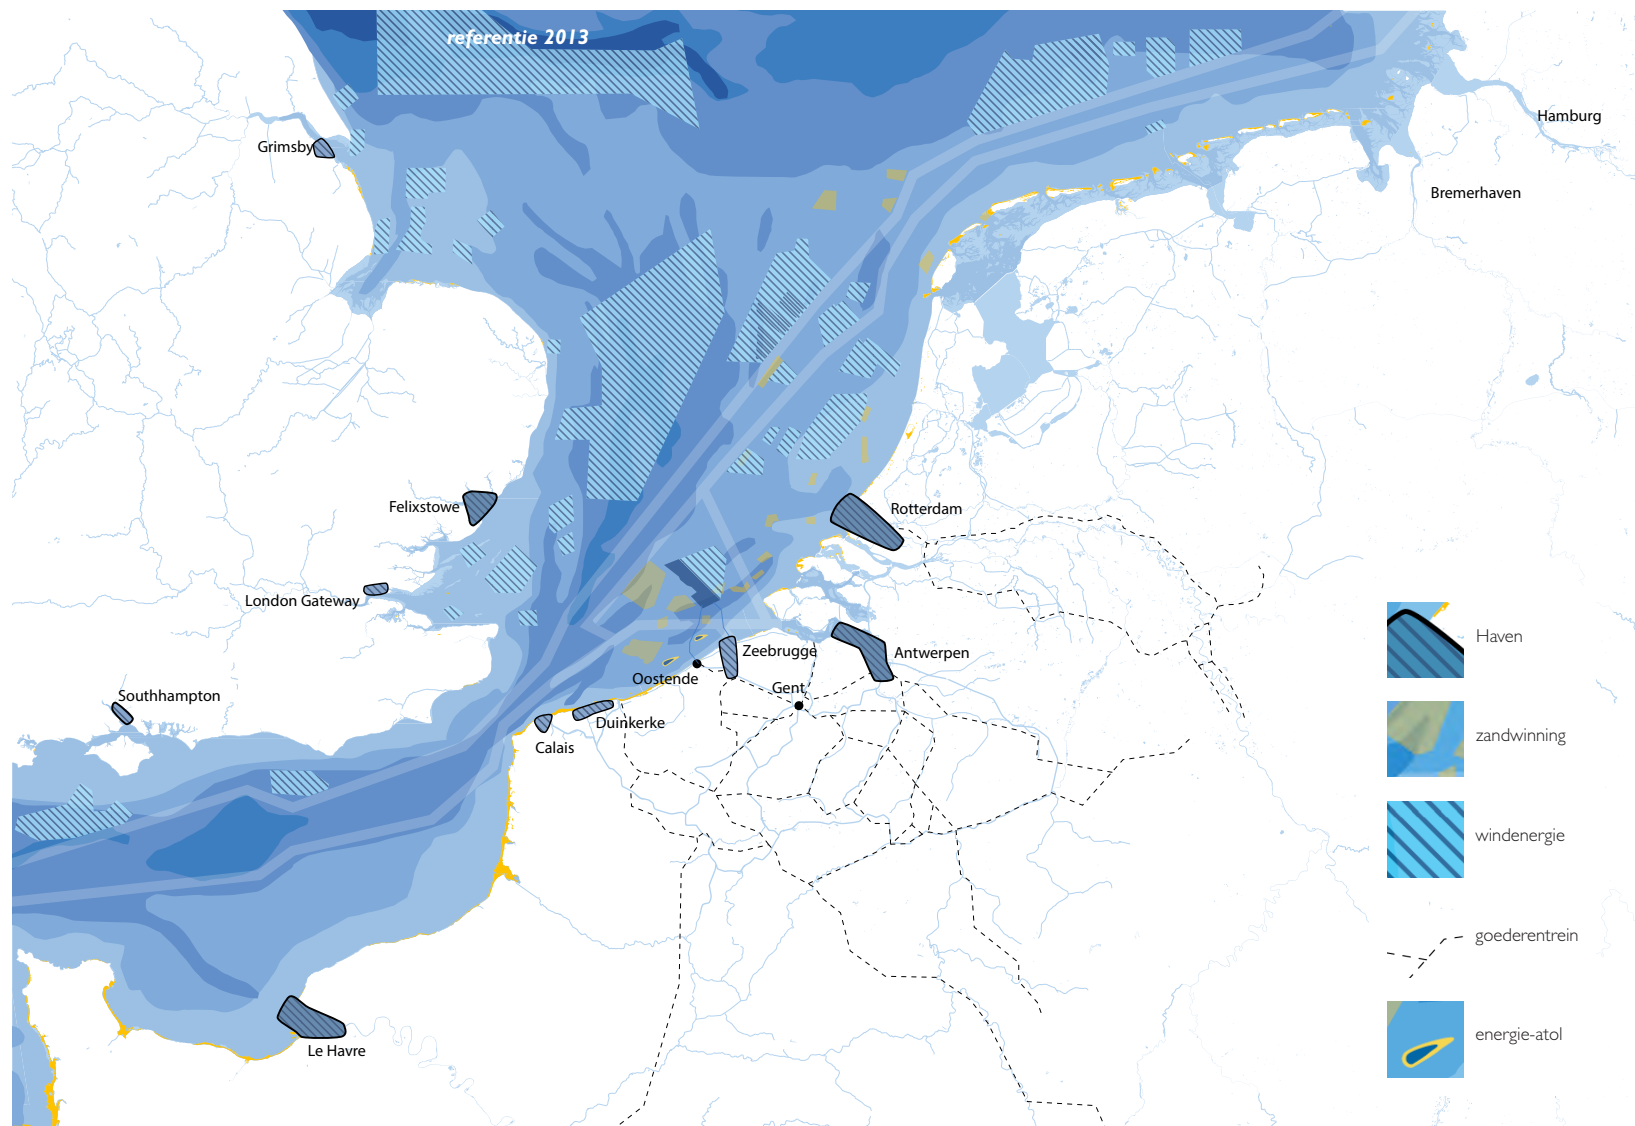 referentie 2013
Hamburg
Grimsby
Bremerhaven
Felixstowe
Rotterdam
London Gateway
Haven
Zeebrugge
Antwerpen
Oostende
Gent
Southhampton
Duinkerke
zandwinning
Calais
windenergie
goederentrein
energie-atol
Le Havre